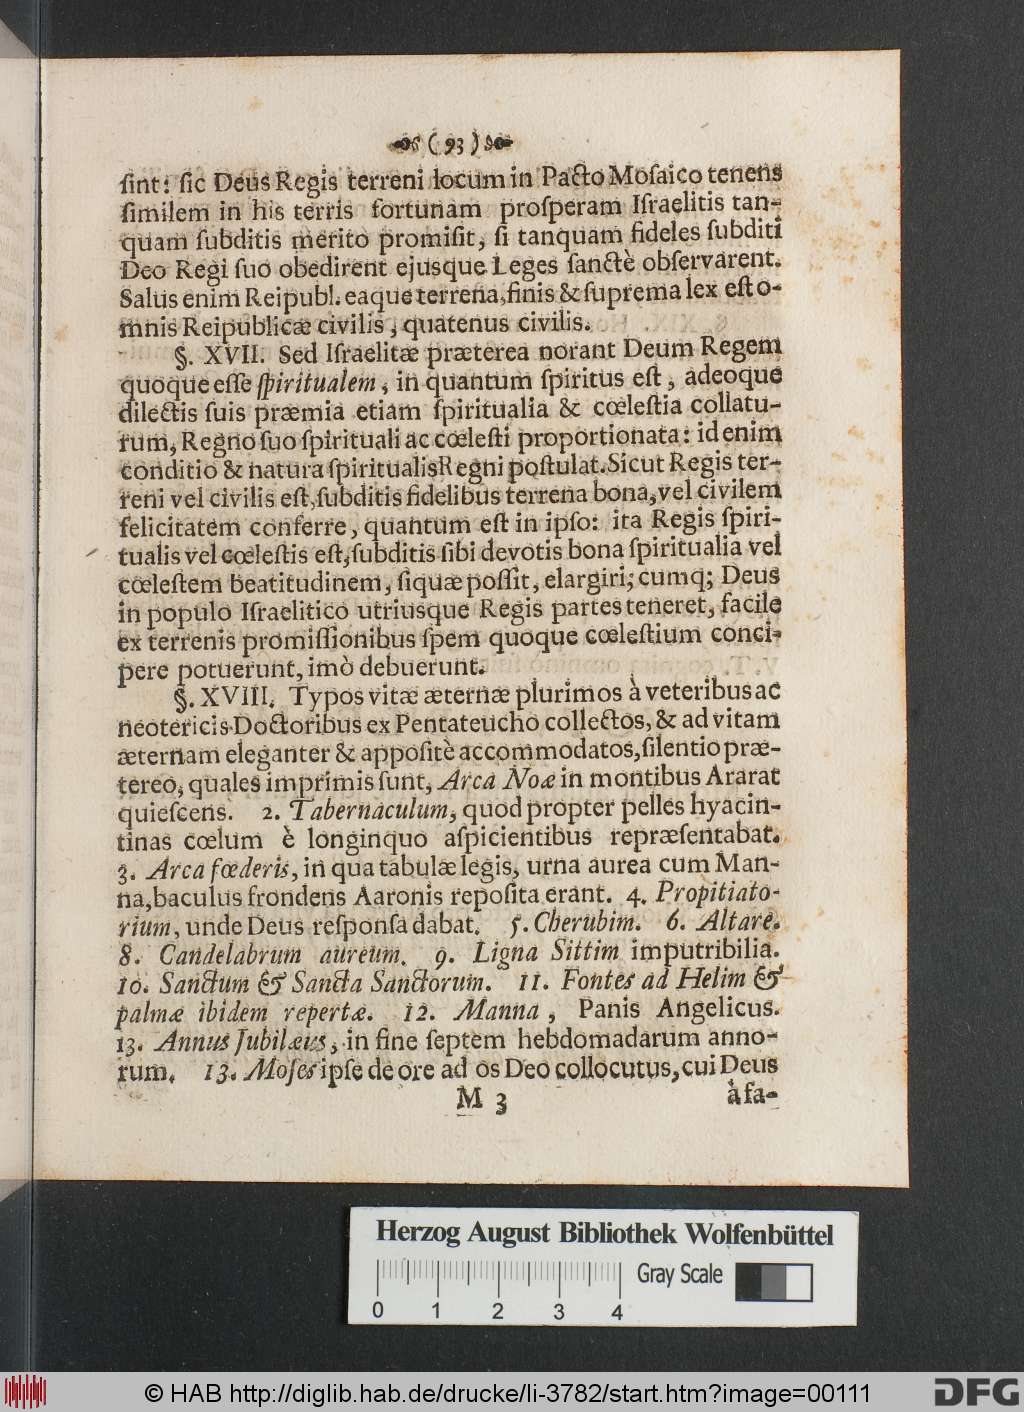 ( 93 )
ſint: ſic Deus Regis terreni locum in Pacto Moſaico tenens
ſimilem in his terris fortunam proſperam Iſraelitis tan-
quam ſubditis merito promiſit, ſi tanquam fideles ſubditi
Deo Regi ſuo obedirent ejusque Leges ſanctè obſervarent.
Salus enim Reipubl. eaque terrena, finis & ſuprema lex eſt o-
mnis Reipublicæ civilis, quatenus civilis.
§. XVII. Sed Iſraelitæ præterea norant Deum Regem
quoque eſſe ſpiritualem, in quantum ſpiritus eſt, adeoque
dilectis ſuis præmia etiam ſpiritualia & cœleſtia collatu-
rum, Regno ſuo ſpirituali ac cœleſti proportionata: id enim
conditio & natura ſpiritualis Regni poſtulat. Sicut Regis ter-
reni vel civilis eſt, ſubditis fidelibus terrena bona, vel civilem
felicitatem conferre, quantum eſt in ipſo: ita Regis ſpiri-
tualis vel cœleſtis eſt, ſubditis ſibi devotis bona ſpiritualia vel
cœleſtem beatitudinem, ſiquæ poſſit, elargiri; cumq; Deus
in populo Iſraelitico utriusque Regis partes teneret, facile
ex terrenis promiſſionibus ſpem quoque cœleſtium conci-
pere potuerunt, imò debuerunt.
§. XVIII. Typos vitæ æternæ plurimos à veteribus ac
neotericis Doctoribus ex Pentateucho collectos, & ad vitam
æternam eleganter & appoſitè accommodatos, ſilentio præ-
tereo, quales imprimis ſunt, Arca Noæ in montibus Ararat
quieſcens. 2. Tabernaculum, quod propter pelles hyacin-
tinas cœlum è longinquo aſpicientibus repræſentabat.
3. Arca fœderis, in qua tabulæ legis, urna aurea cum Man-
na, baculus frondens Aaronis repoſita erant. 4. Propitiato-
rium, unde Deus reſponſa dabat. 5. Cherubim. 6. Altare.
8. Candelabrum aureum. 9. Ligna Sittim imputribilia.
10. Sanctum & Sancta Sanctorum. 11. Fontes ad Helim &
palmæ ibidem repertæ. 12. Manna, Panis Angelicus.
13. Annus Jubilæus, in fine ſeptem hebdomadarum anno-
rum. 13. Moſes ipſe de ore ad os Deo collocutus, cui Deus
M 3 à fa-
Herzog August Bibliothek Wolfenbüttel
Gray Scale
0 1 2 3 4
© HAB http://diglib.hab.de/drucke/li-3782/start.htm?image=00111
DFG